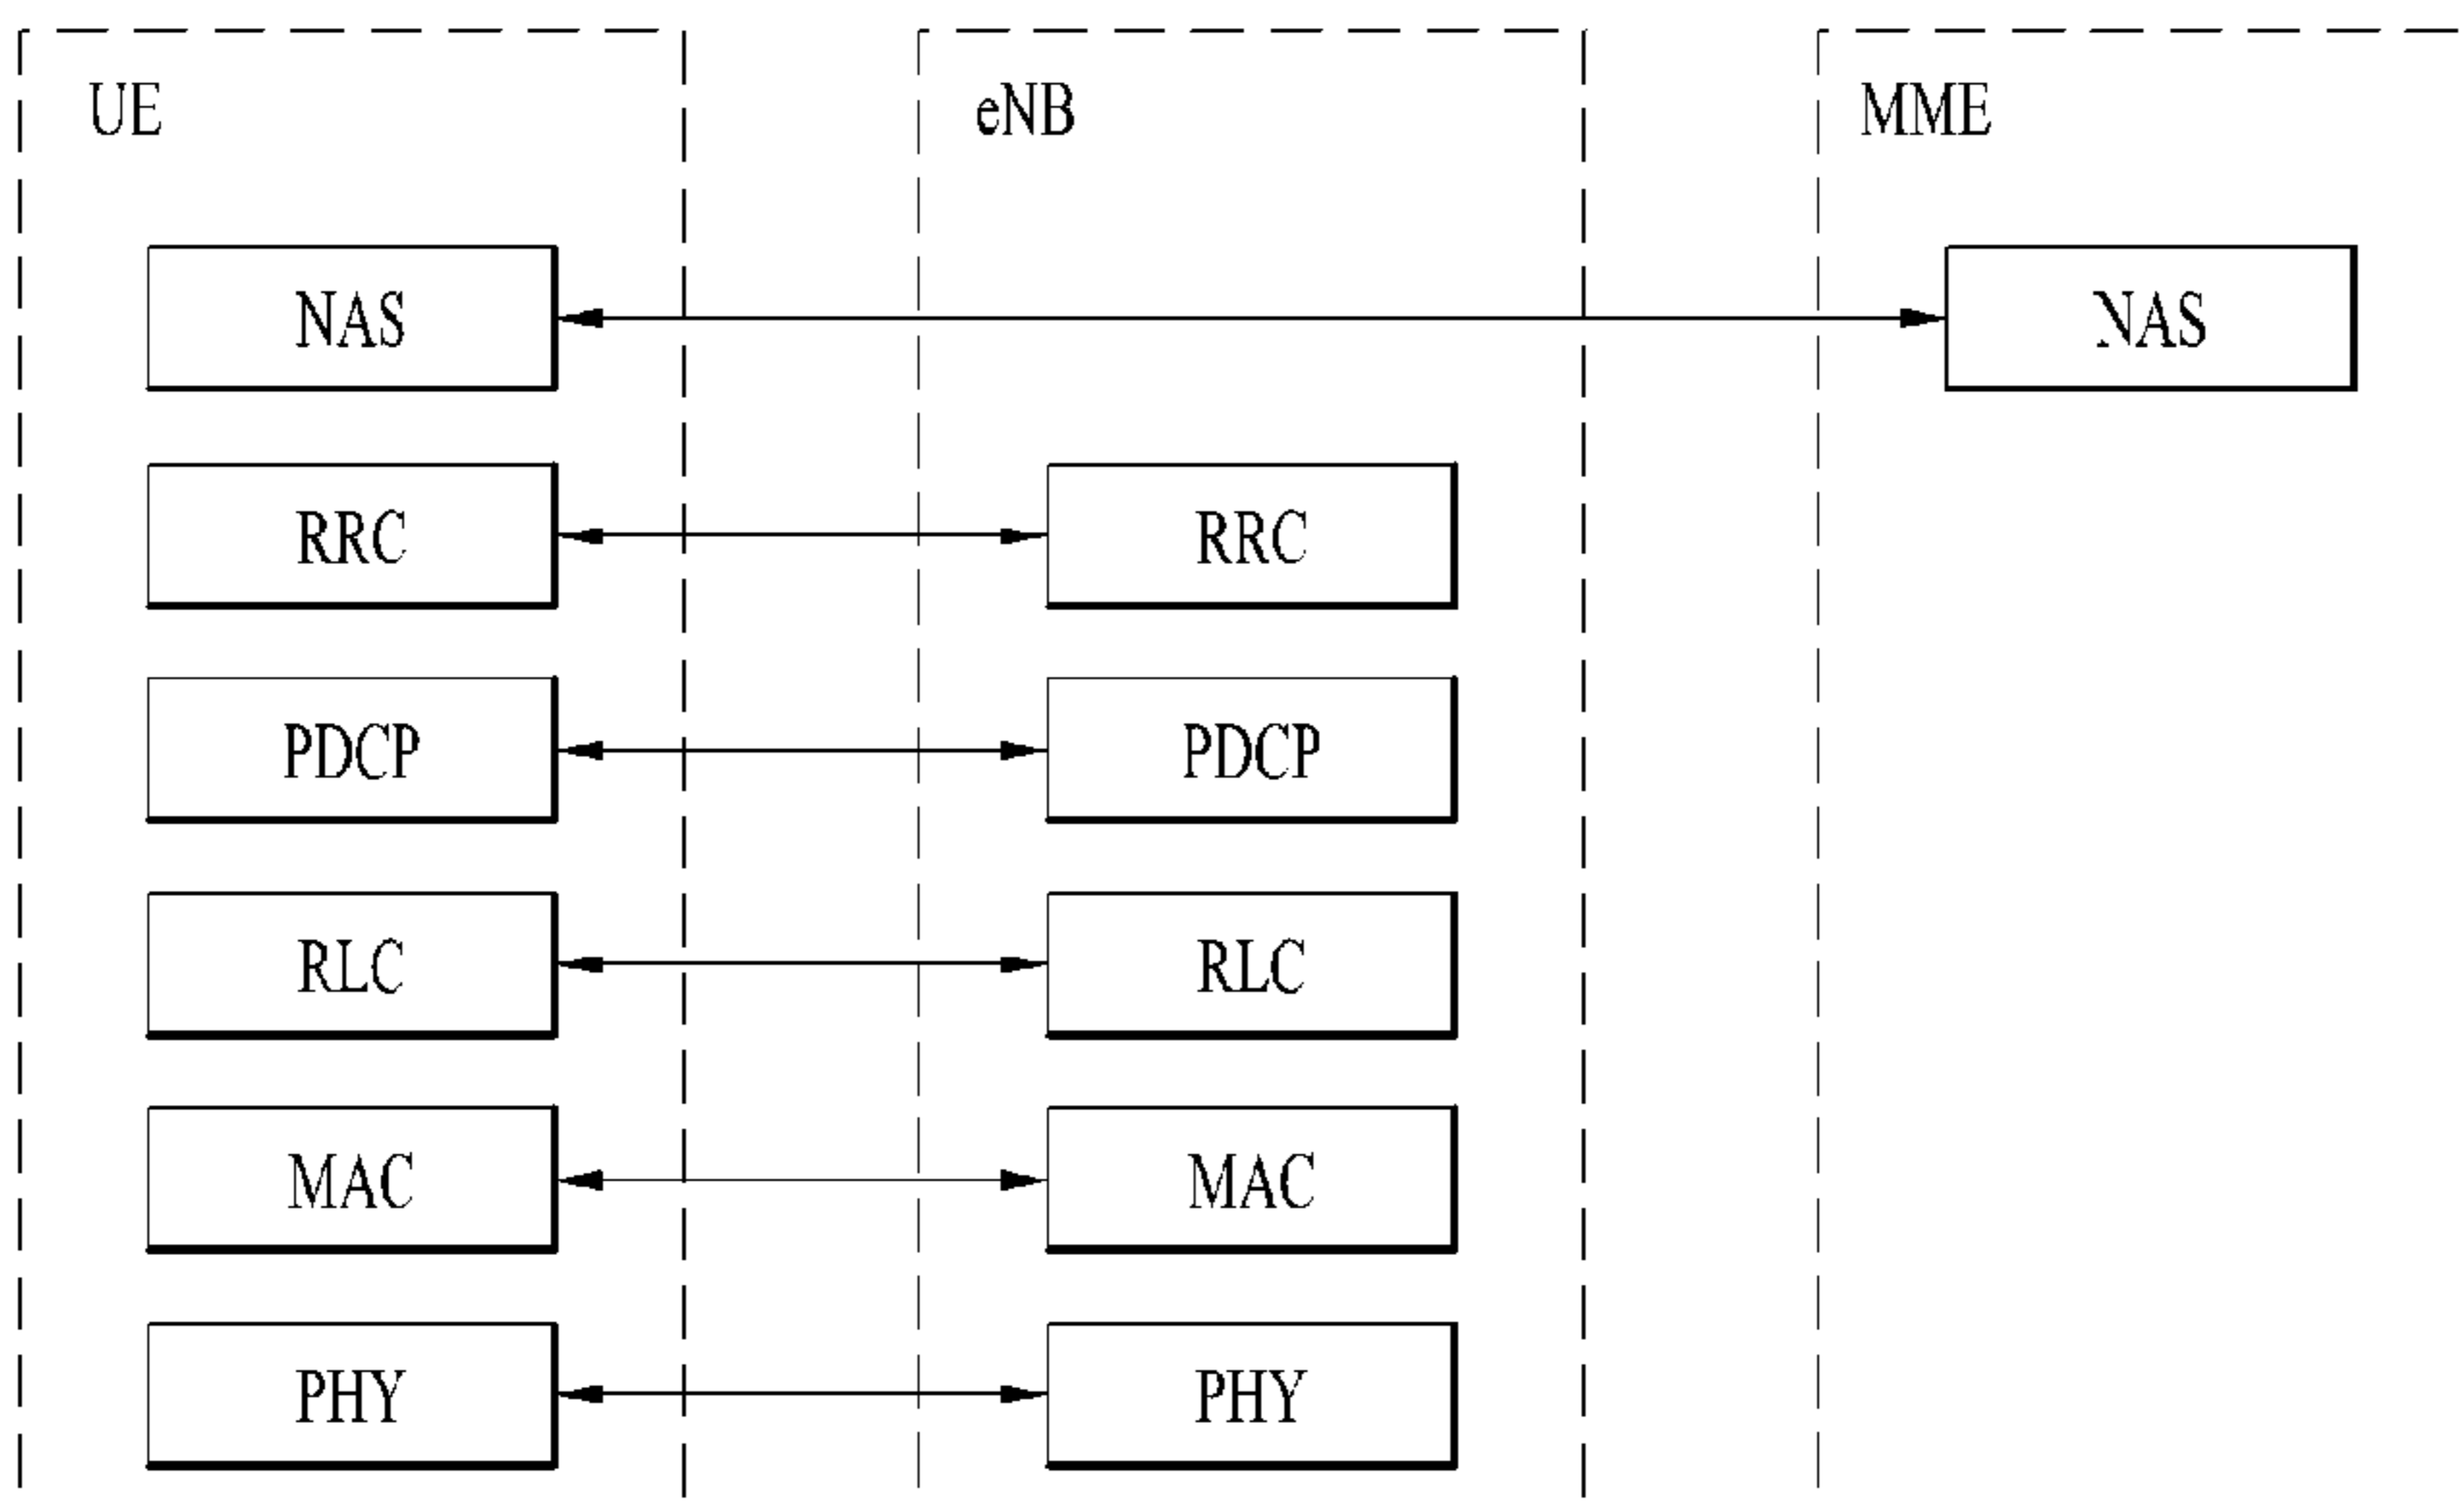 UE eNB MME
NAS NAS
RRC RRC
PDCP PDCP
RLC RLC
MAC MAC
PHY PHY